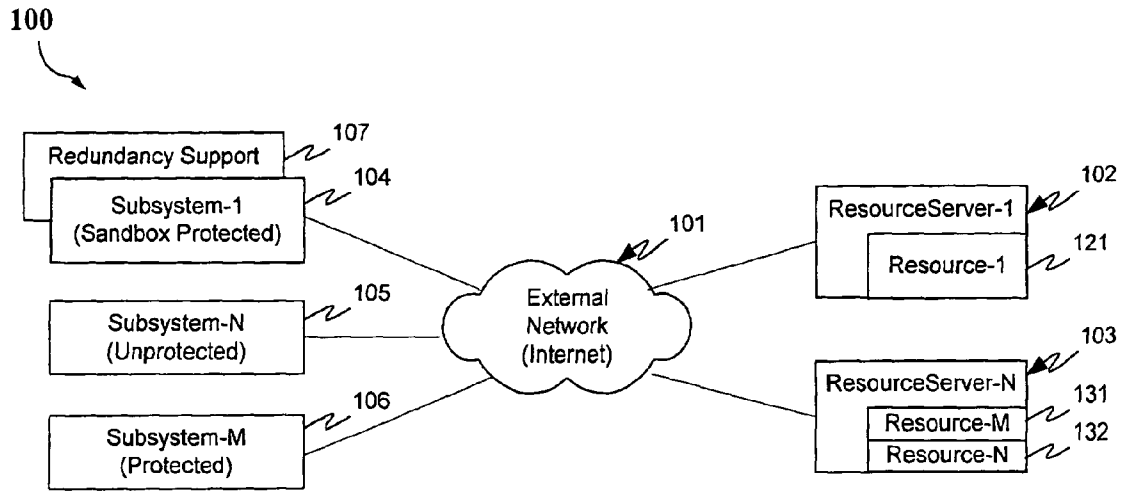 100
107
Redundancy Support
104
Subsystem-1
(Sandbox Protected)
105
Subsystem-N
(Unprotected)
106
Subsystem-M
(Protected)
101
External
Network
(Internet)
102
ResourceServer-1
121
Resource-1
103
ResourceServer-N
131
Resource-M
132
Resource-N